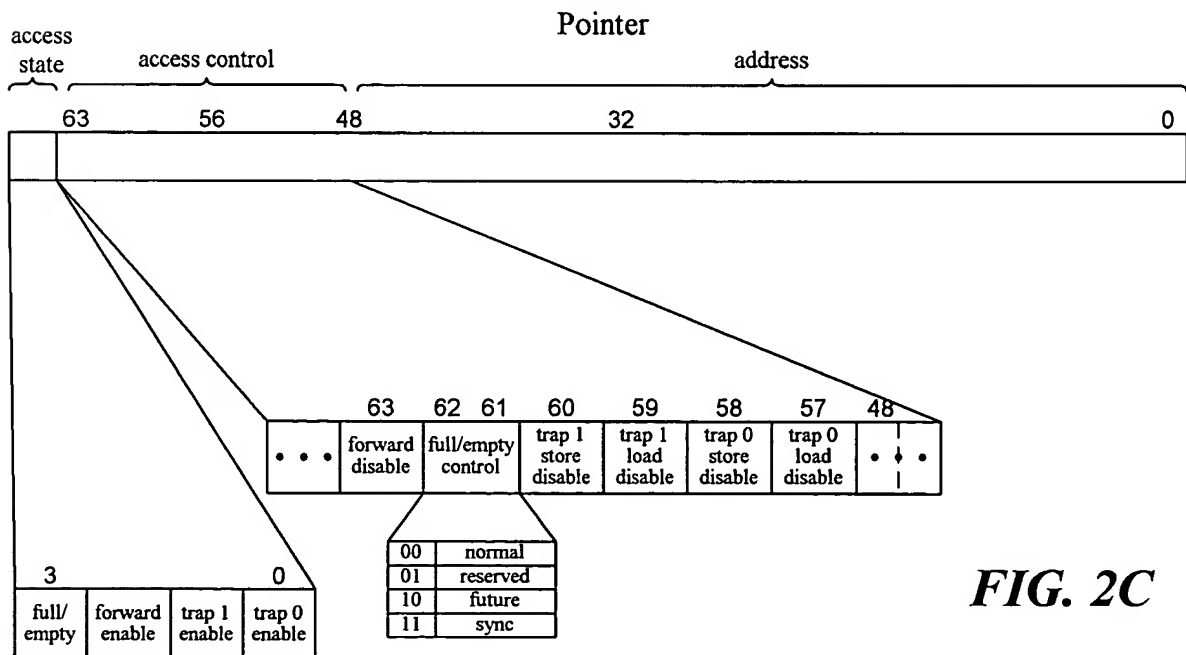 Pointer
access
state
access control
address
63 56 48 32 0
63 62 61 60 59 58 57 48
• • • forward
disable full/empty
control trap 1
store
disable trap 1
load
disable trap 0
store
disable trap 0
load
disable • • •
00 normal
01 reserved
10 future
11 sync
3 0
full/
empty forward
enable trap 1
enable trap 0
enable
FIG. 2C